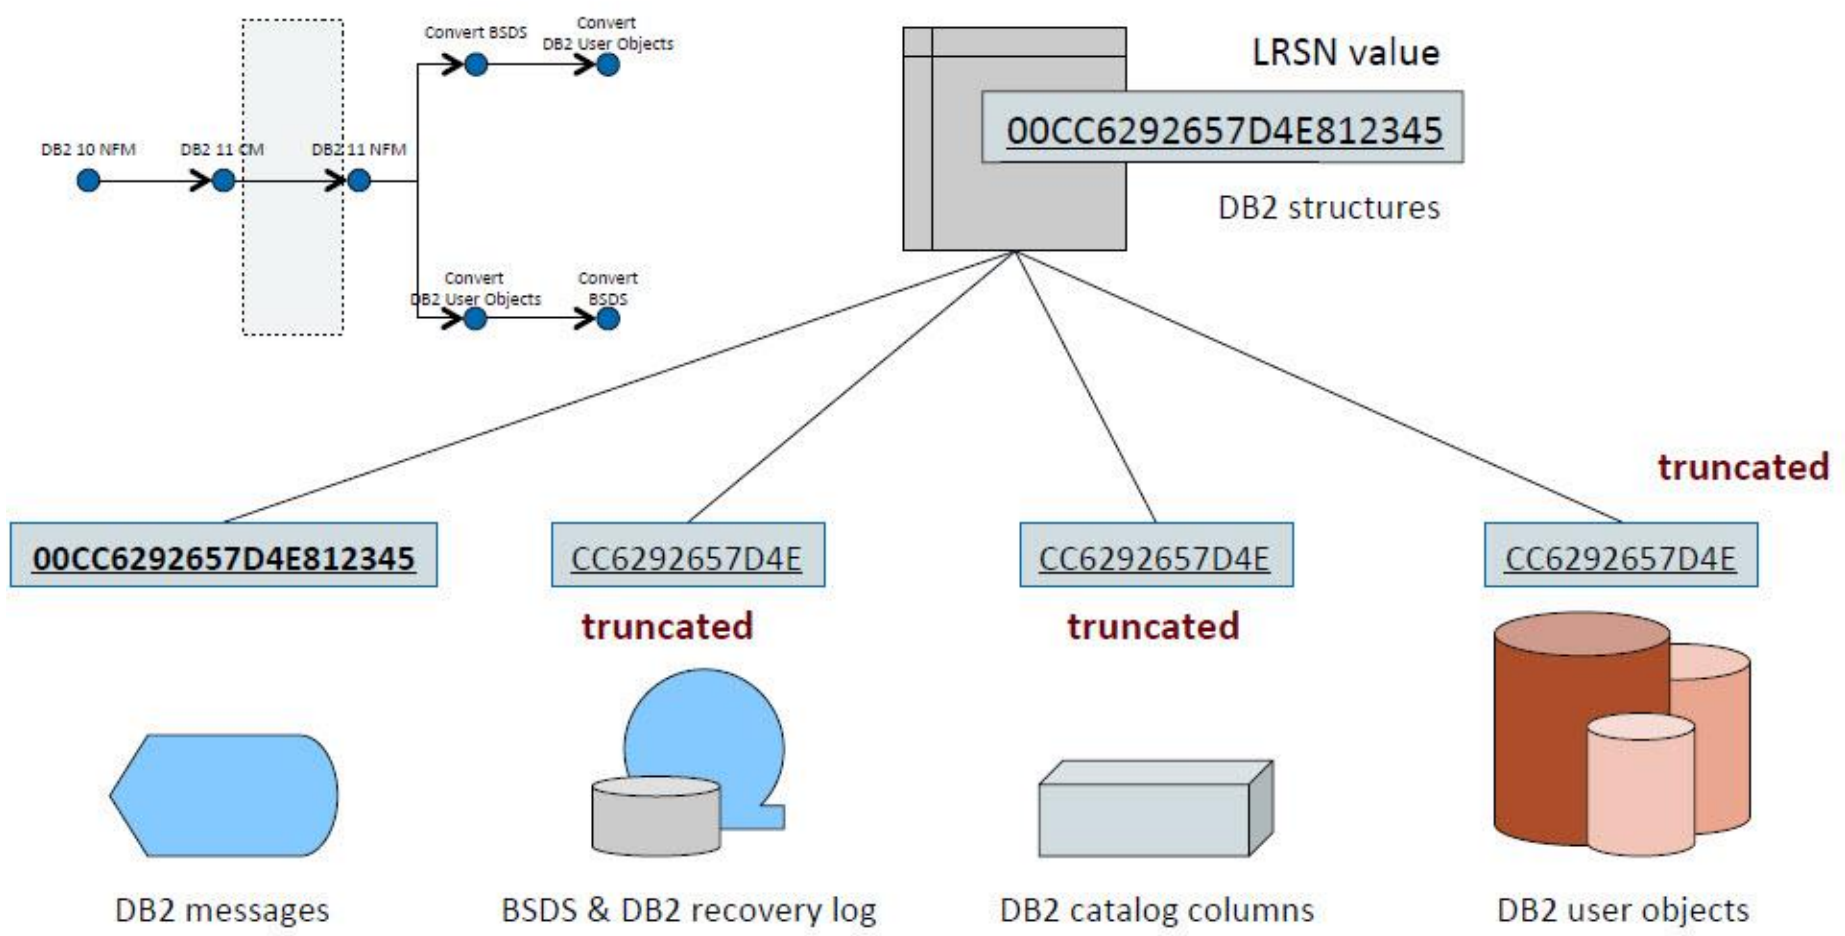 Convert BSDS
Convert
DB2 User Objects
DB2 10 NFM
DB2 11 CM
DB2 11 NFM
Convert
DB2 User Objects
Convert
BSDS
LRSN value
00CC6292657D4E812345
DB2 structures
truncated
00CC6292657D4E812345
CC6292657D4E
CC6292657D4E
CC6292657D4E
truncated
truncated
DB2 messages
BSDS & DB2 recovery log
DB2 catalog columns
DB2 user objects